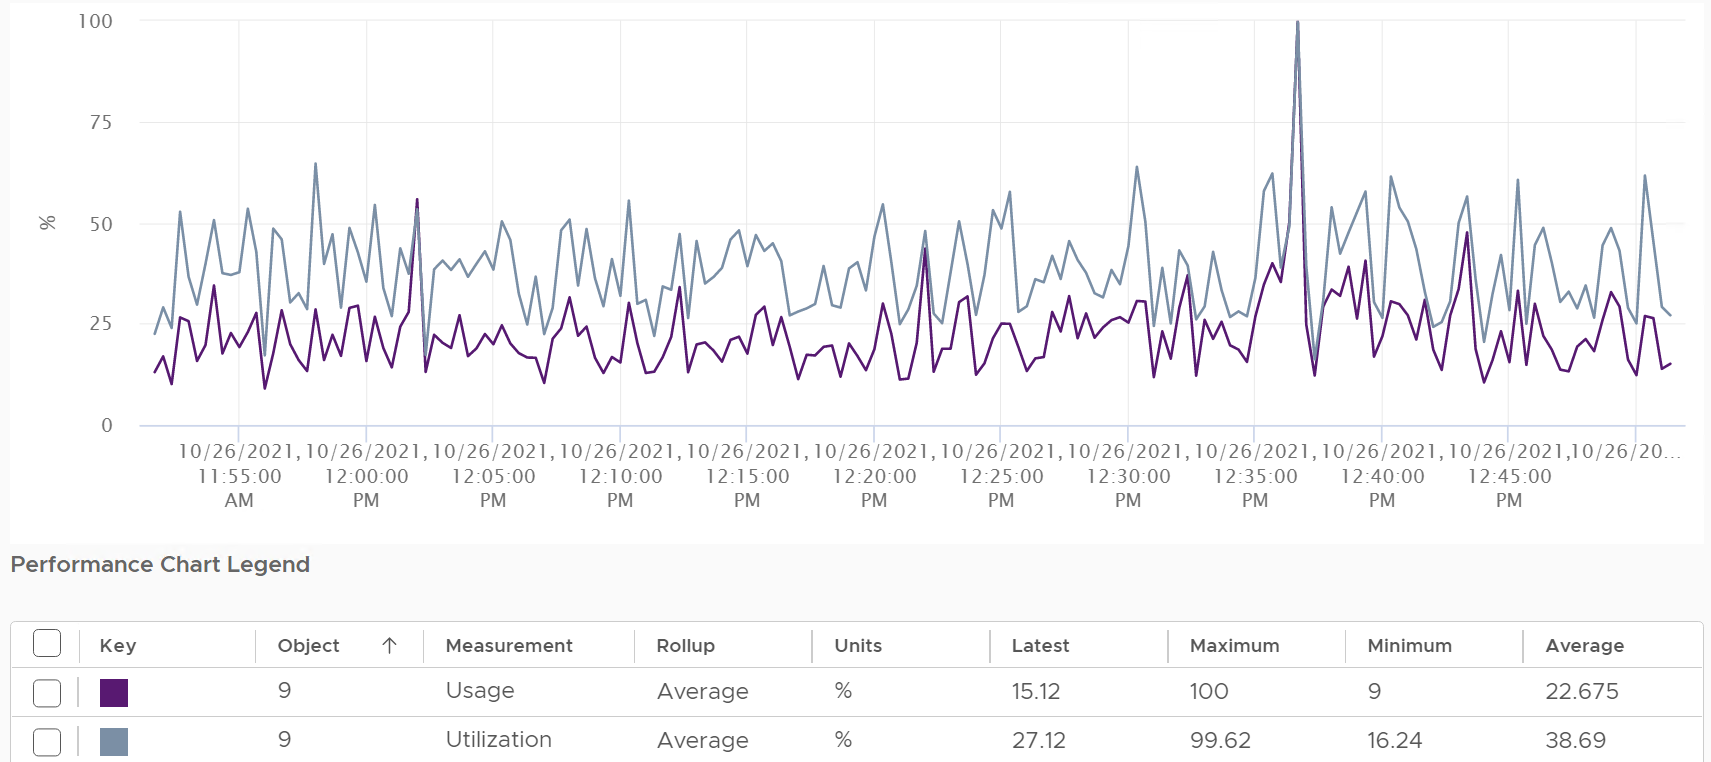 100
75
50
25
0
%
10/26/2021, 10/26/2021, 10/26/2021, 10/26/2021, 10/26/2021, 10/26/2021, 10/26/2021, 10/26/2021, 10/26/2021, 10/26/2021, 10/26/2021, 10/26/20...
11:55:00 12:00:00 12:05:00 12:10:00 12:15:00 12:20:00 12:25:00 12:30:00 12:35:00 12:40:00 12:45:00
AM PM PM PM PM PM PM PM PM PM PM
Performance Chart Legend
Key Object ↑ Measurement Rollup Units Latest Maximum Minimum Average
9 Usage Average % 15.12 100 9 22.675
9 Utilization Average % 27.12 99.62 16.24 38.69